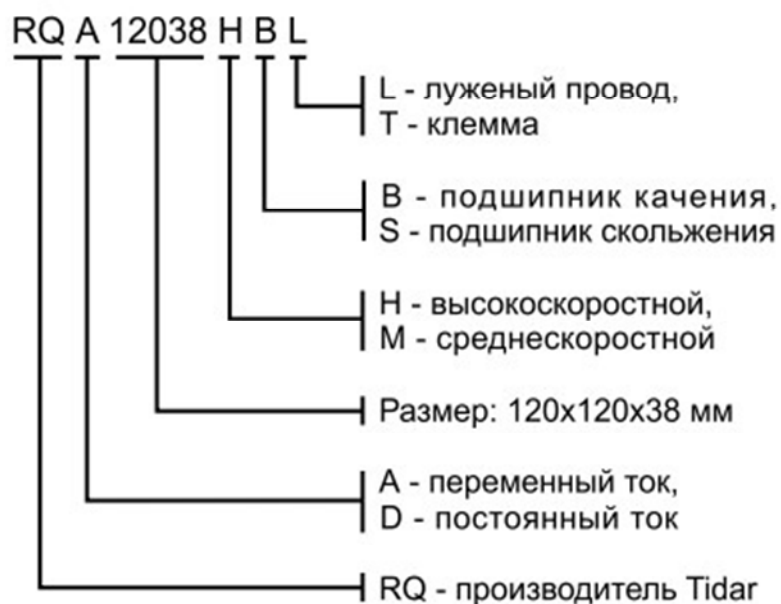 RQ A 12038 H B L
L - луженый провод,
T - клемма
B - подшипник качения,
S - подшипник скольжения
H - высокоскоростной,
M - среднескоростной
Размер: 120х120х38 мм
A - переменный ток,
D - постоянный ток
RQ - производитель Tidar